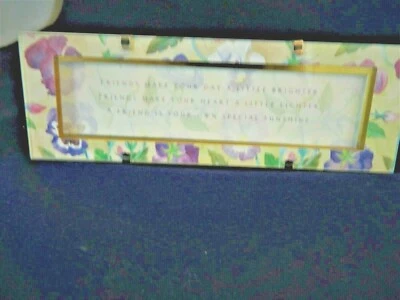 FRIENDS MAKE YOUR DAY A LITTLE BRIGHTER
FRIENDS MAKE YOUR HEART A LITTLE LIGHTER
A FRIEND IS YOUR OWN SPECIAL SUNSHINE